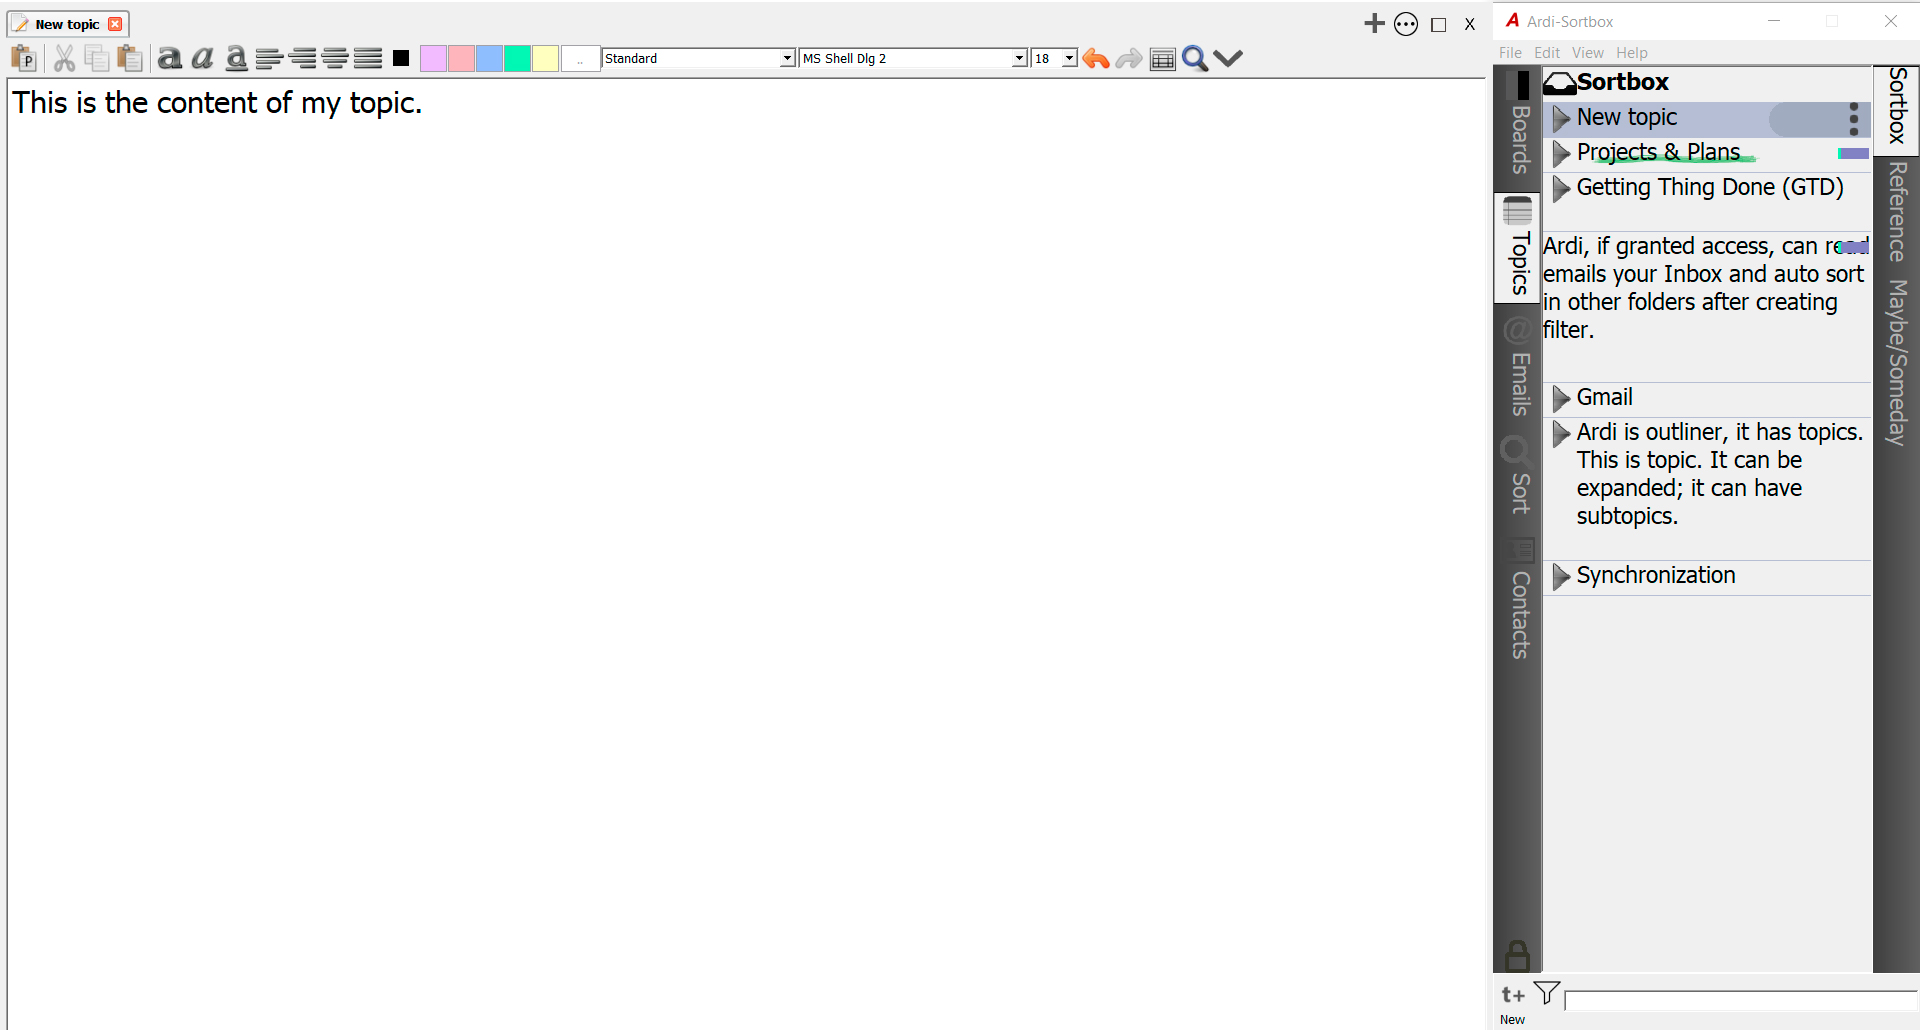 New topic
Standard
MS Shell Dlg 2
18
This is the content of my topic.
Ardi-Sortbox
File Edit View Help
Boards
Topics
Emails
Sort
Contacts
Sortbox
New topic
Projects & Plans
Getting Thing Done (GTD)
Ardi, if granted access, can read
emails your Inbox and auto sort
in other folders after creating
filter.
Gmail
Ardi is outliner, it has topics.
This is topic. It can be
expanded; it can have
subtopics.
Synchronization
Sortbox
Reference
Maybe/Someday
t+
New